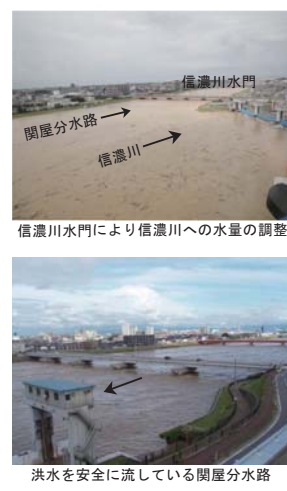 信濃川水門
関屋分水路
信濃川
信濃川水門により信濃川への水量の調整
洪水を安全に流している関屋分水路